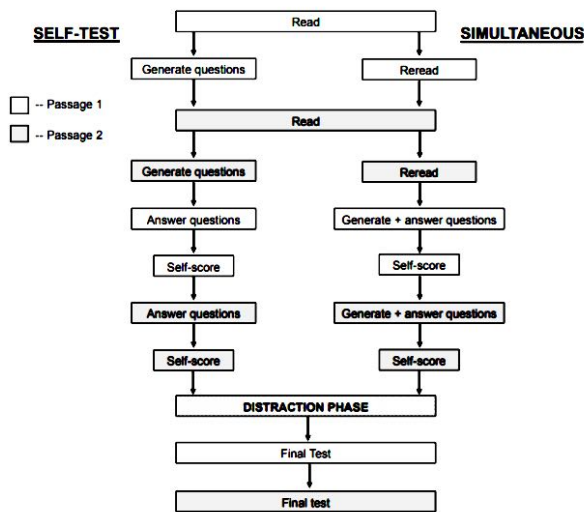 Read
SELF-TEST
SIMULTANEOUS
Generate questions
Reread
-- Passage 1
-- Passage 2
Read
Generate questions
Reread
Answer questions
Generate + answer questions
Self-score
Self-score
Answer questions
Generate + answer questions
Self-score
Self-score
DISTRACTION PHASE
Final Test
Final test